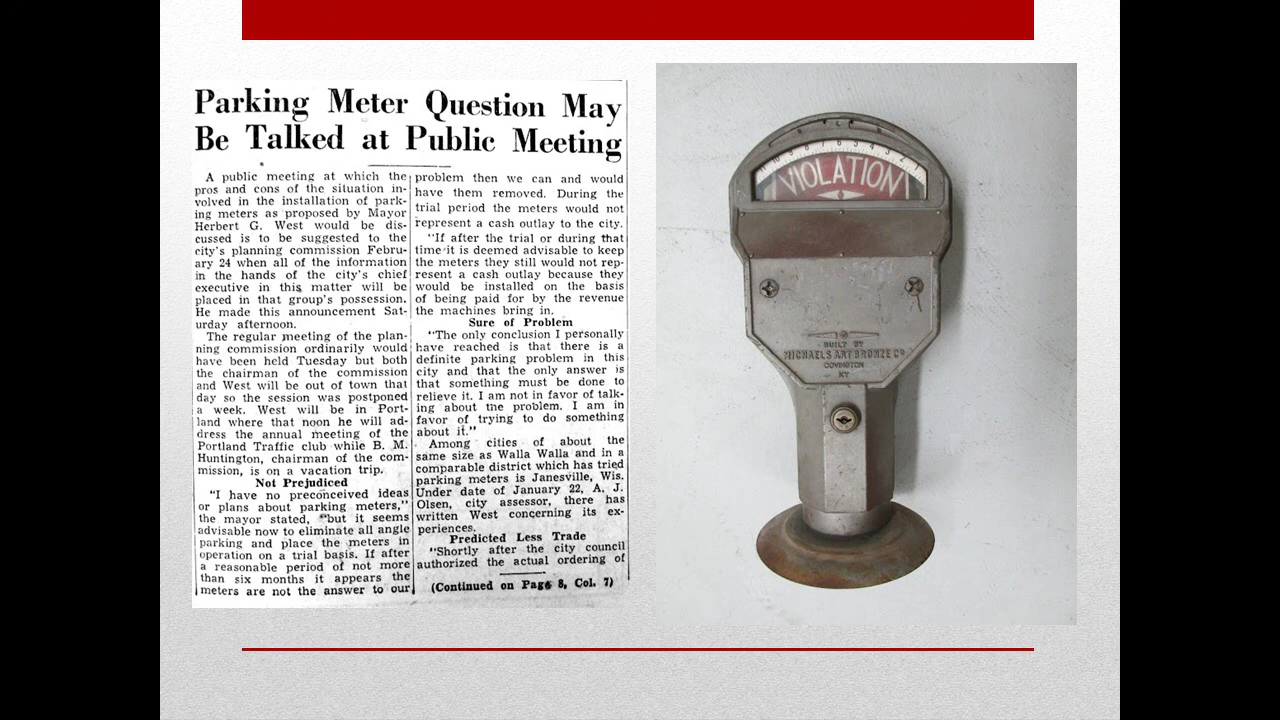 Parking Meter Question May
Be Talked at Public Meeting
A public meeting at which the
pros and cons of the situation in-
volved in the installation of park-
ing meters as proposed by Mayor
Herbert G. West would be dis-
cussed is to be suggested to the
city's planning commission Febru-
ary 24 when all of the information
in the hands of the city's chief
executive in this matter will be
placed in that group's possession.
He made this announcement Sat-
urday afternoon.
The regular meeting of the plan-
ning commission ordinarily would
have been held Tuesday but both
the chairman of the commission
and West will be out of town that
day so the session was postponed
a week. West will be in Port-
land where that noon he will ad-
dress the annual meeting of the
Portland Traffic club while B. M.
Huntington, chairman of the com-
mission, is on a vacation trip.
Not Prejudiced
"I have no preconceived ideas
or plans about parking meters,"
the mayor stated, "but it seems
advisable now to eliminate all angle
parking and place the meters in
operation on a trial basis. If after
a reasonable period of not more
than six months it appears the
meters are not the answer to our
problem then we can and would
have them removed. During the
trial period the meters would not
represent a cash outlay to the city.
"If after the trial or during that
time it is deemed advisable to keep
the meters they still would not rep-
resent a cash outlay because they
would be installed on the basis
of being paid for by the revenue
the machines bring in.
Sure of Problem
"The only conclusion I personally
have reached is that there is a
definite parking problem in this
city and that the only answer is
that something must be done to
relieve it. I am not in favor of talk-
ing about the problem. I am in
favor of trying to do something
about it."
Among cities of about the
same size as Walla Walla and in a
comparable district which has tried
parking meters is Janesville, Wis.
Under date of January 22, A. J.
Olsen, city assessor, there has
written West concerning its ex-
periences.
Predicted Less Trade
"Shortly after the city council
authorized the actual ordering of
(Continued on Page 8, Col. 7)
VIOLATION
BUILT BY
MICHAELS ART BRONZE CO
COVINGTON
KY